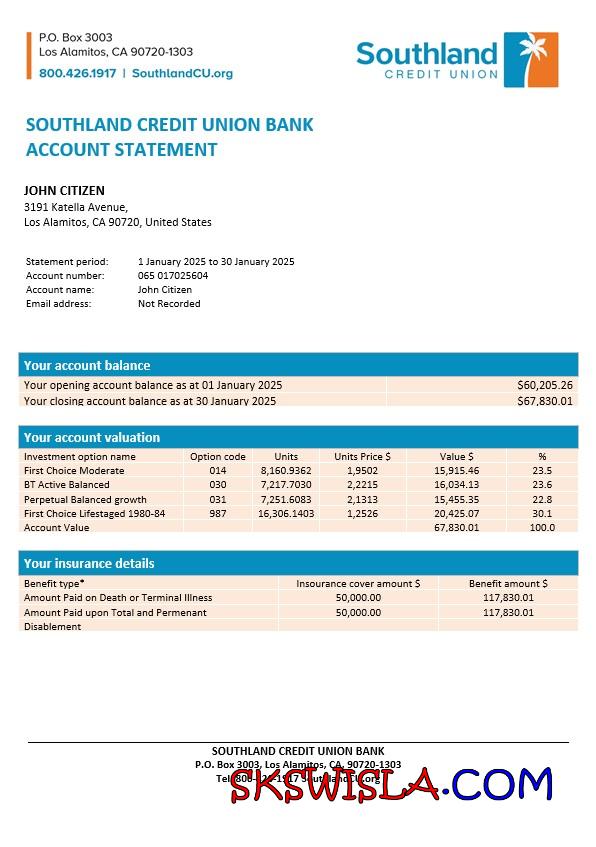 P.O. Box 3003
Los Alamitos, CA 90720-1303
800.426.1917 | SouthlandCU.org
Southland
CREDIT UNION
SOUTHLAND CREDIT UNION BANK
ACCOUNT STATEMENT
JOHN CITIZEN
3191 Katella Avenue,
Los Alamitos, CA 90720, United States
Statement period: 1 January 2025 to 30 January 2025
Account number: 065 017025604
Account name: John Citizen
Email address: Not Recorded
Your account balance
Your opening account balance as at 01 January 2025 $60,205.26
Your closing account balance as at 30 January 2025 $67,830.01
Your account valuation
Investment option name Option code Units Units Price $ Value $ %
First Choice Moderate 014 8,160.9362 1,9502 15,915.46 23.5
BT Active Balanced 030 7,217.7030 2,2215 16,034.13 23.6
Perpetual Balanced growth 031 7,251.6083 2,1313 15,455.35 22.8
First Choice Lifestaged 1980-84 987 16,306.1403 1,2526 20,425.07 30.1
Account Value 67,830.01 100.0
Your insurance details
Benefit type* Insourance cover amount $ Benefit amount $
Amount Paid on Death or Terminal Illness 50,000.00 117,830.01
Amount Paid upon Total and Permenant 50,000.00 117,830.01
Disablement
SOUTHLAND CREDIT UNION BANK
P.O. Box 3003, Los Alamitos, CA, 90720-1303
Tel: 800-426-1917 SouthlandCU.org
SKSWISLA.COM